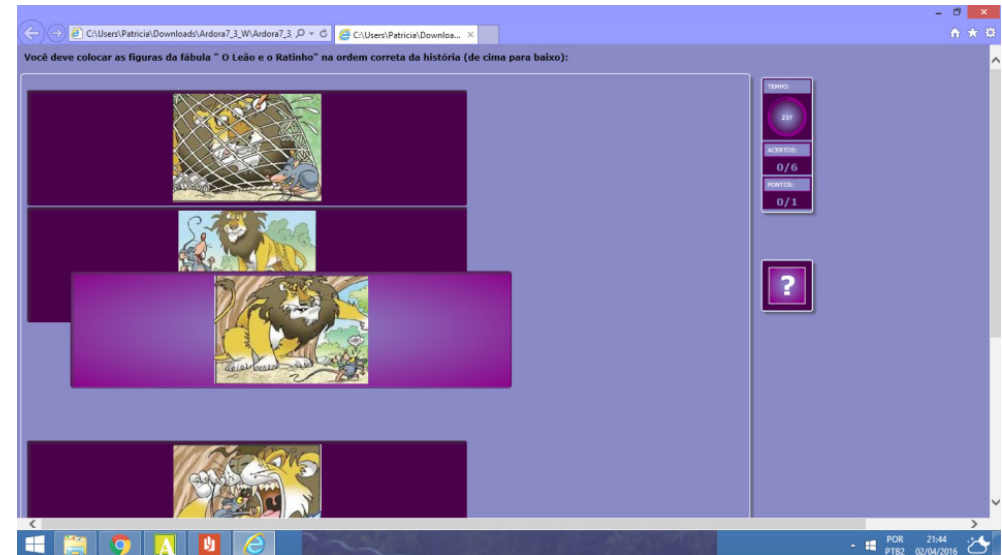 C:\Users\Patricia\Downloads\Ardora7_3_W\Ardora7_3
C:\Users\Patricia\Downloa...
Você deve colocar as figuras da fábula " O Leão e o Ratinho" na ordem correta da história (de cima para baixo):
TEMPO:
237
ACERTOS:
0/6
PONTOS:
0/1
?
POR
PTB2
21:44
02/04/2016